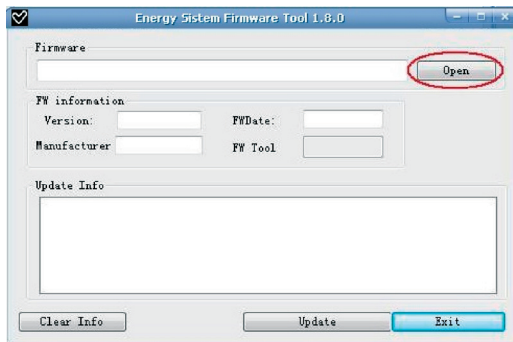 Energy Sistem Firmware Tool 1.8.0
Firmware
Open
FW information
Version:
FWDate:
Manufacturer
FW Tool
Update Info
Clear Info
Update
Exit